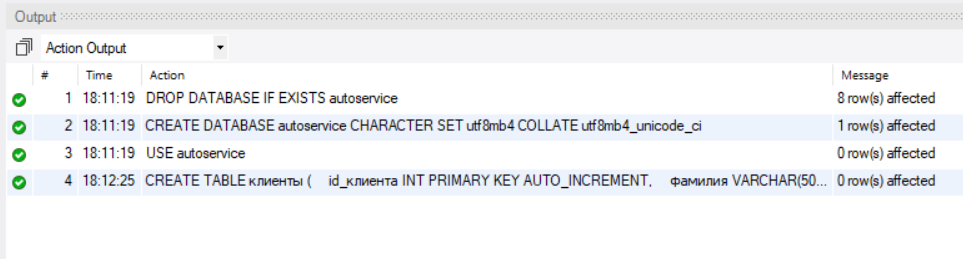 Output
Action Output
# Time Action Message
1 18:11:19 DROP DATABASE IF EXISTS autoservice 8 row(s) affected
2 18:11:19 CREATE DATABASE autoservice CHARACTER SET utf8mb4 COLLATE utf8mb4_unicode_ci 1 row(s) affected
3 18:11:19 USE autoservice 0 row(s) affected
4 18:12:25 CREATE TABLE клиенты ( id_клиента INT PRIMARY KEY AUTO_INCREMENT, фамилия VARCHAR(50... 0 row(s) affected